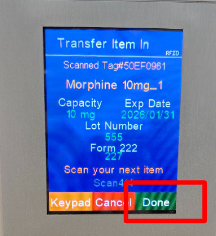 Transfer Item In
RFID
Scanned Tag#50EF0961
Morphine 10mg_1
Capacity Exp Date
10 mg 2026/01/31
Lot Number
555
Form 222
227
Scan your next item
Keypad Cancel Done